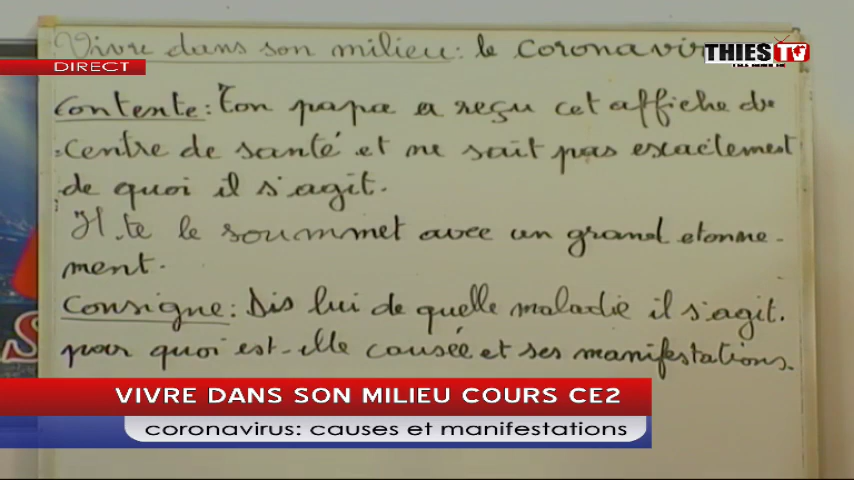 Vivre dans son milieu: le coronavir
THIES TV
DIRECT
Contente: Ton papa a reçu cet affiche du
centre de santé et ne sait pas exactement
de quoi il s'agit.
Il te le soummet avec un grand etonne-
ment.
Consigne: Dis lui de quelle maladie il s'agit.
par quoi est-elle causée et ses manifestations.
VIVRE DANS SON MILIEU COURS CE2
coronavirus: causes et manifestations